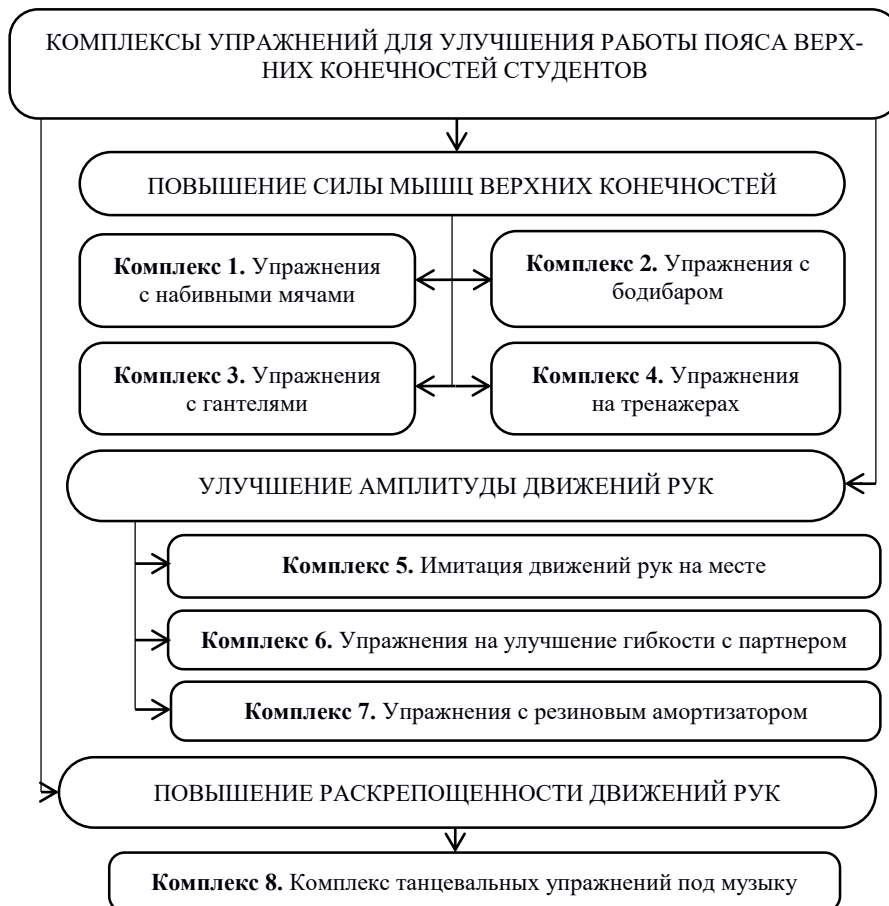 КОМПЛЕКСЫ УПРАЖНЕНИЙ ДЛЯ УЛУЧШЕНИЯ РАБОТЫ ПОЯСА ВЕРХ-
НИХ КОНЕЧНОСТЕЙ СТУДЕНТОВ
ПОВЫШЕНИЕ СИЛЫ МЫШЦ ВЕРХНИХ КОНЕЧНОСТЕЙ
Комплекс 1. Упражнения
с набивными мячами
Комплекс 2. Упражнения с
бодибаром
Комплекс 3. Упражнения
с гантелями
Комплекс 4. Упражнения
на тренажерах
УЛУЧШЕНИЕ АМПЛИТУДЫ ДВИЖЕНИЙ РУК
Комплекс 5. Имитация движений рук на месте
Комплекс 6. Упражнения на улучшение гибкости с партнером
Комплекс 7. Упражнения с резиновым амортизатором
ПОВЫШЕНИЕ РАСКРЕПОЩЕННОСТИ ДВИЖЕНИЙ РУК
Комплекс 8. Комплекс танцевальных упражнений под музыку